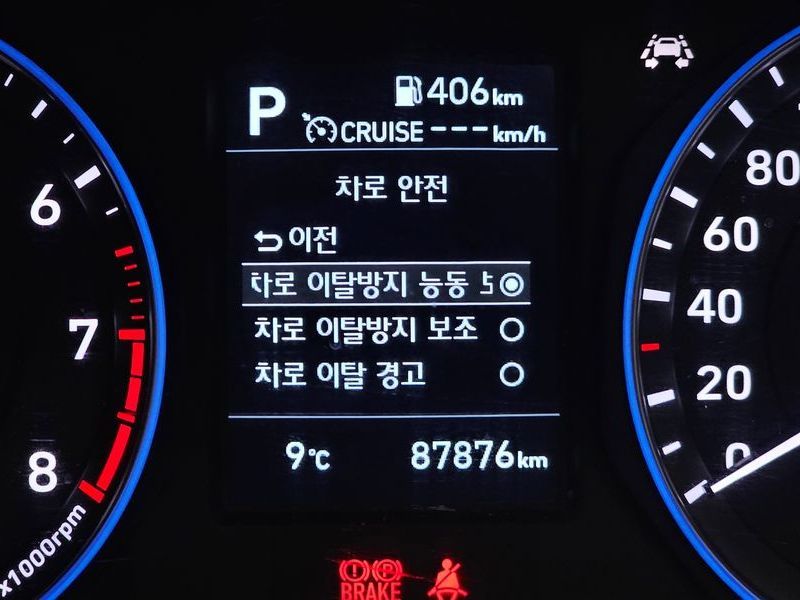 P 406km
CRUISE ---km/h
차로 안전
이전
차로 이탈방지 능동
차로 이탈방지 보조
차로 이탈 경고
9℃ 87876km
6
7
8
x1000rpm
80
60
40
20
0
BRAKE